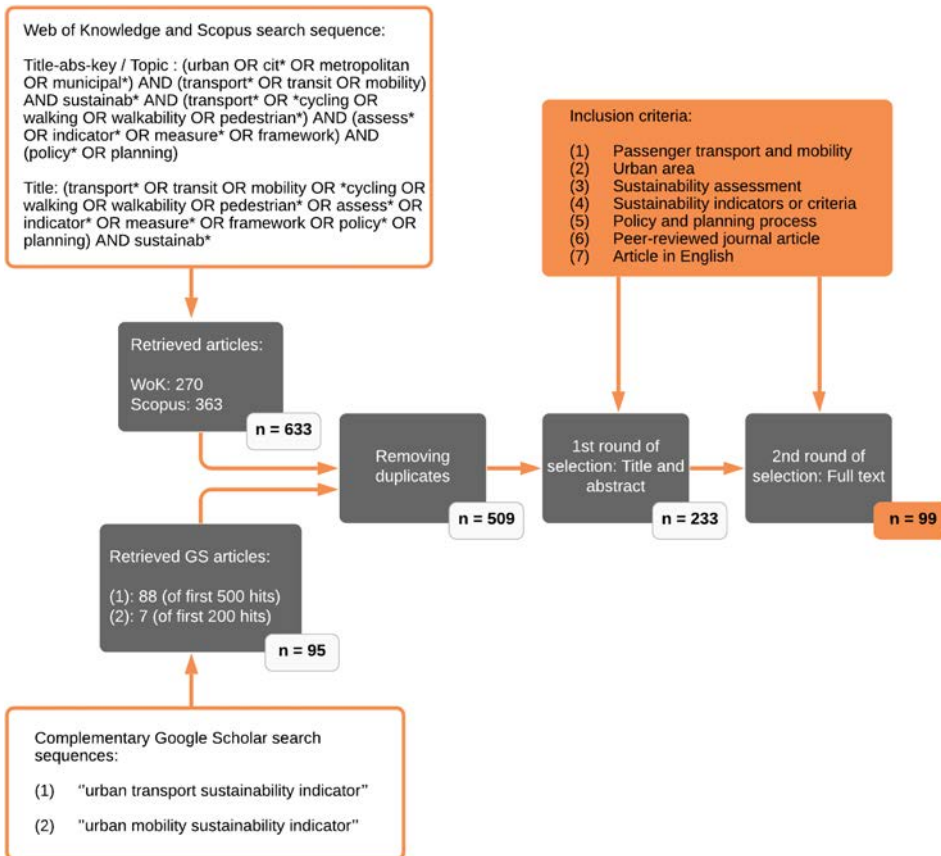 Web of Knowledge and Scopus search sequence:
Title-abs-key / Topic : (urban OR cit* OR metropolitan
OR municipal*) AND (transport* OR transit OR mobility)
AND sustainab* AND (transport* OR *cycling OR
walking OR walkability OR pedestrian*) AND (assess*
OR indicator* OR measure* OR framework) AND
(policy* OR planning)
Title: (transport* OR transit OR mobility OR *cycling OR
walking OR walkability OR pedestrian* OR assess* OR
indicator* OR measure* OR framework OR policy* OR
planning) AND sustainab*
Inclusion criteria:
(1) Passenger transport and mobility
(2) Urban area
(3) Sustainability assessment
(4) Sustainability indicators or criteria
(5) Policy and planning process
(6) Peer-reviewed journal article
(7) Article in English
Retrieved articles:
WoK: 270
Scopus: 363
n = 633
Removing
duplicates
n = 509
1st round of
selection: Title and
abstract
n = 233
2nd round of
selection: Full text
n = 99
Retrieved GS articles:
(1): 88 (of first 500 hits)
(2): 7 (of first 200 hits)
n = 95
Complementary Google Scholar search
sequences:
(1) "urban transport sustainability indicator"
(2) "urban mobility sustainability indicator"